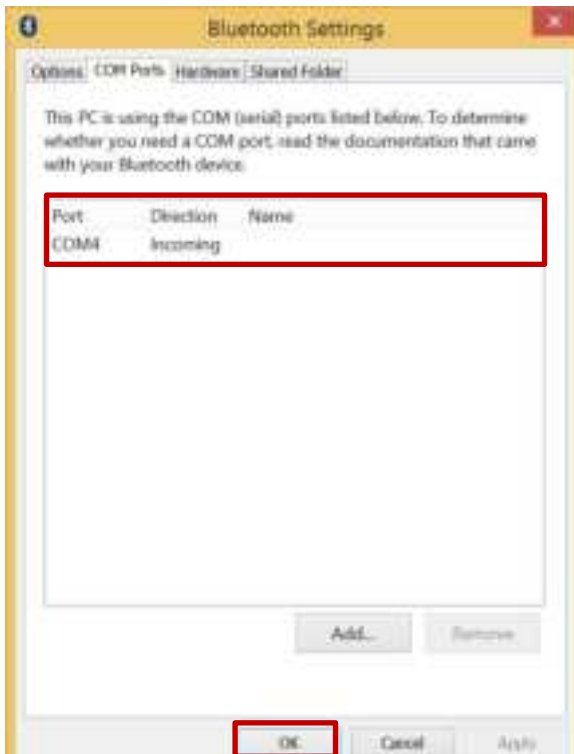 Bluetooth Settings
Options COM Ports Hardware Shared Folder
This PC is using the COM (serial) ports listed below. To determine
whether you need a COM port, read the documentation that came
with your Bluetooth device.
Port Direction Name
COM4 Incoming
Add... Remove
OK Cancel Apply